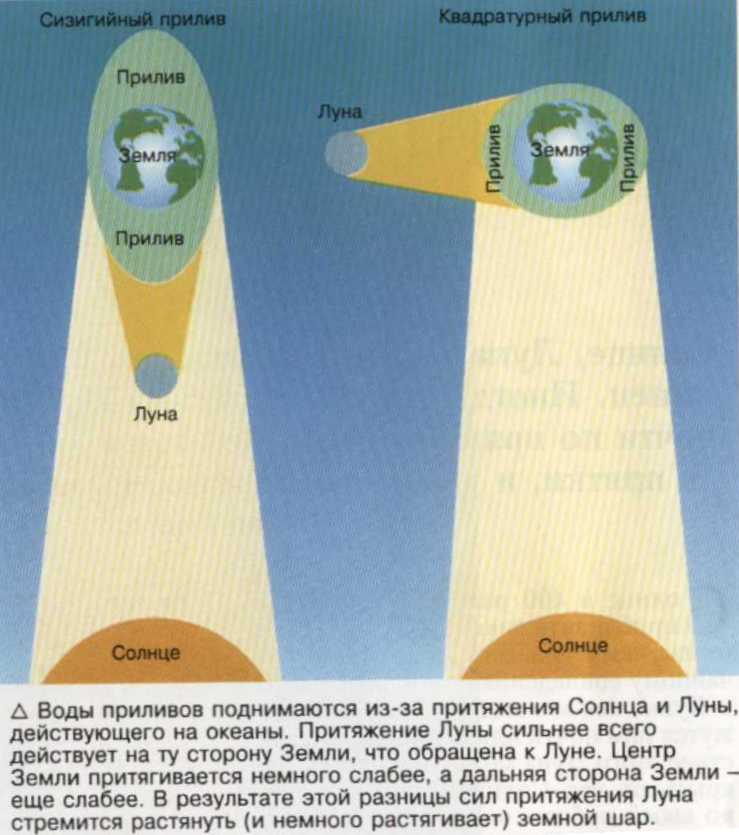 Сизигийный прилив
Квадратурный прилив
Прилив
Земля
Прилив
Луна
Солнце
Луна
Прилив
Земля
Прилив
Солнце
△ Воды приливов поднимаются из-за притяжения Солнца и Луны,
действующего на океаны. Притяжение Луны сильнее всего
действует на ту сторону Земли, что обращена к Луне. Центр
Земли притягивается немного слабее, а дальняя сторона Земли –
еще слабее. В результате этой разницы сил притяжения Луна
стремится растянуть (и немного растягивает) земной шар.